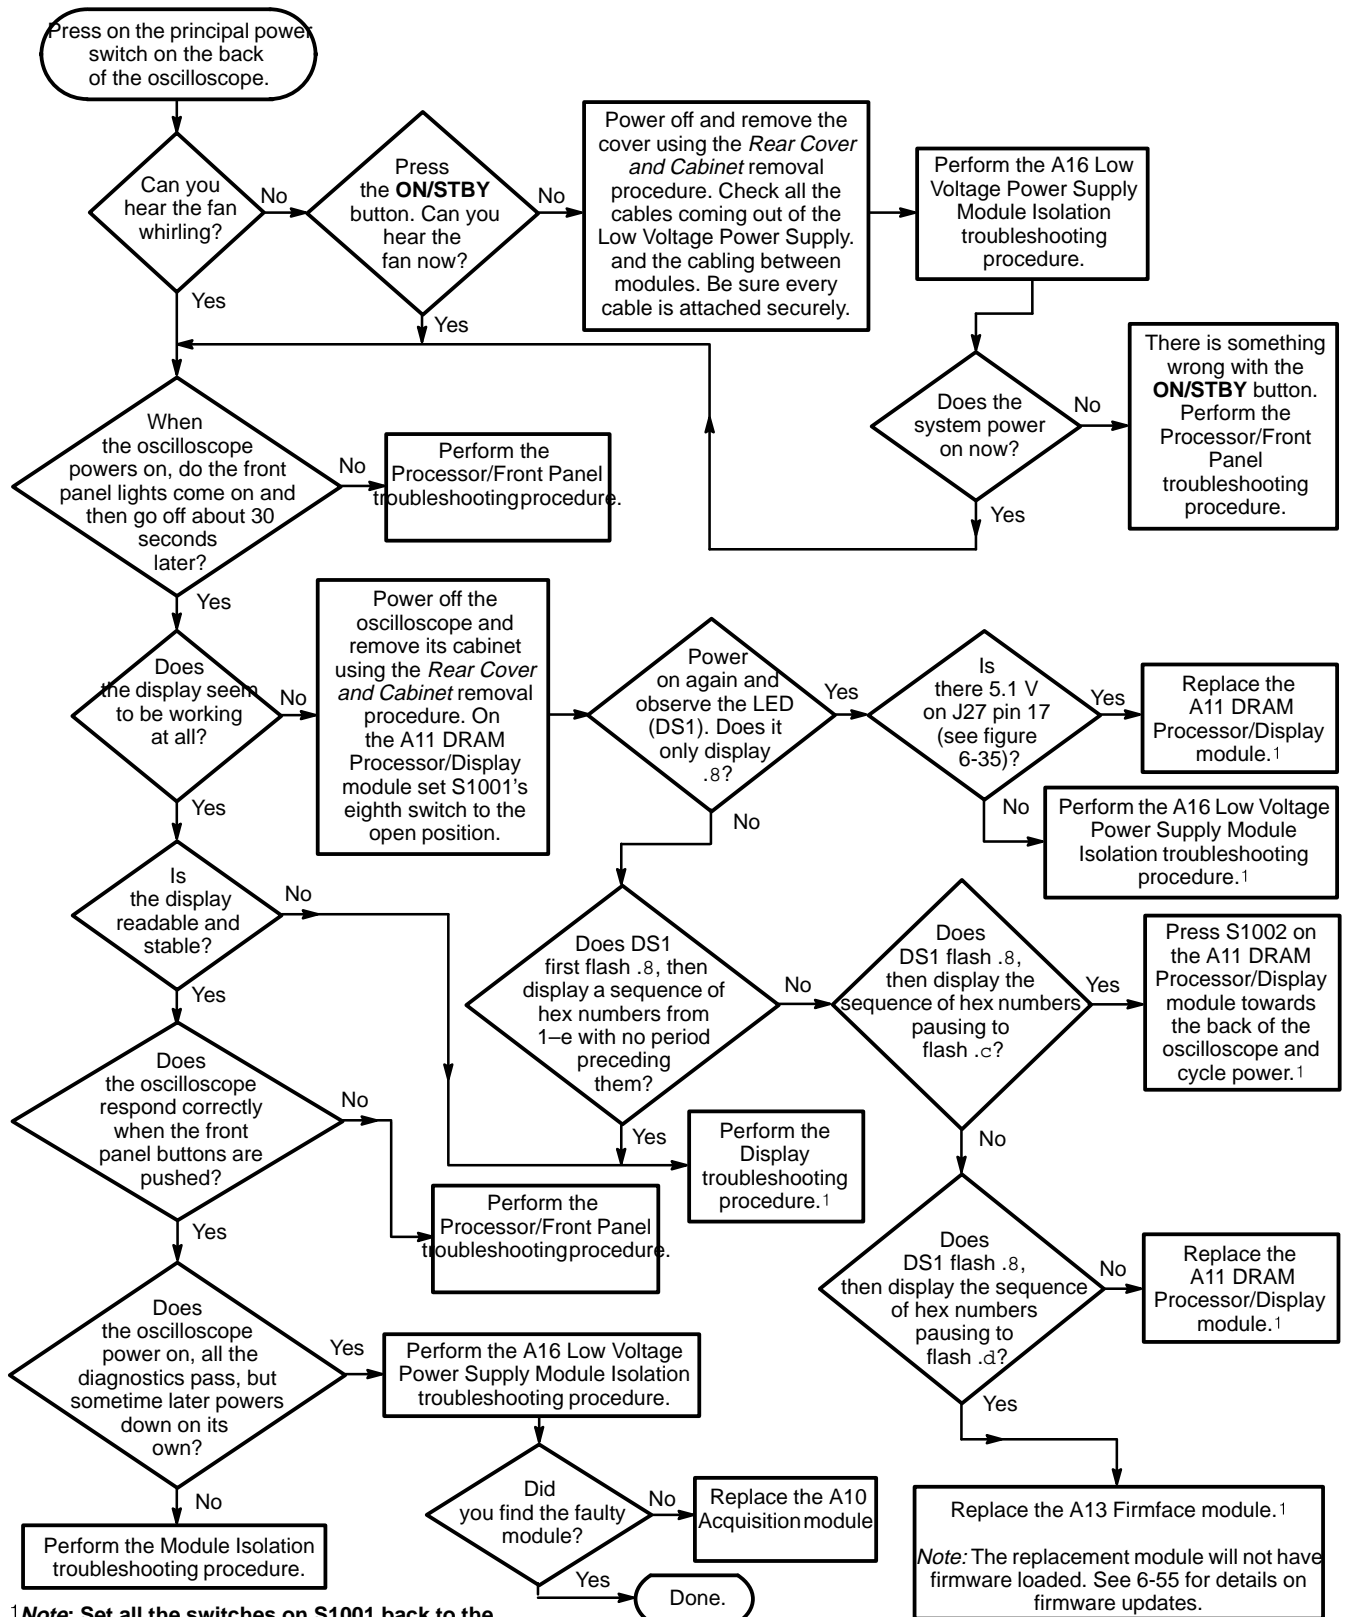 Press on the principal power
switch on the back
of the oscilloscope.
Can you
hear the fan
whirling?
No
Yes
Press
the ON/STBY
button. Can you
hear the
fan now?
No
Yes
Power off and remove the
cover using the Rear Cover
and Cabinet removal
procedure. Check all the
cables coming out of the
Low Voltage Power Supply.
and the cabling between
modules. Be sure every
cable is attached securely.
Perform the A16 Low
Voltage Power Supply
Module Isolation
troubleshooting
procedure.
Does the
system power
on now?
No
Yes
There is something
wrong with the
ON/STBY button.
Perform the
Processor/Front
Panel
troubleshooting
procedure.
When
the oscilloscope
powers on, do the front
panel lights come on and
then go off about 30
seconds
later?
No
Yes
Perform the
Processor/Front Panel
troubleshootingprocedure.
Does
the display seem
to be working
at all?
No
Yes
Power off the
oscilloscope and
remove its cabinet
using the Rear Cover
and Cabinet removal
procedure. On
the A11 DRAM
Processor/Display
module set S1001's
eighth switch to the
open position.
Power
on again and
observe the LED
(DS1). Does it
only display
.8?
Yes
No
Is
there 5.1 V
on J27 pin 17
(see figure
6-35)?
Yes
No
Replace the
A11 DRAM
Processor/Display
module.1
Perform the A16 Low Voltage
Power Supply Module
Isolation troubleshooting
procedure.1
Is
the display
readable and
stable?
No
Yes
Does DS1
first flash .8, then
display a sequence of
hex numbers from
1–e with no period
preceding
them?
No
Yes
Does
DS1 flash .8,
then display the
sequence of hex numbers
pausing to
flash .c?
Yes
No
Press S1002 on
the A11 DRAM
Processor/Display
module towards
the back of the
oscilloscope and
cycle power.1
Does
the oscilloscope
respond correctly
when the front
panel buttons are
pushed?
No
Yes
Perform the
Display
troubleshooting
procedure.1
Perform the
Processor/Front Panel
troubleshootingprocedure.
Does
DS1 flash .8,
then display the sequence
of hex numbers
pausing to
flash .d?
No
Yes
Replace the
A11 DRAM
Processor/Display
module.1
Does
the oscilloscope
power on, all the
diagnostics pass, but
sometime later powers
down on its
own?
Yes
No
Perform the A16 Low Voltage
Power Supply Module Isolation
troubleshooting procedure.
Did
you find the faulty
module?
No
Yes
Replace the A10
Acquisition module
Done.
Perform the Module Isolation
troubleshooting procedure.
Replace the A13 Firmface module.1
Note: The replacement module will not have
firmware loaded. See 6-55 for details on
firmware updates.
1Note: Set all the switches on S1001 back to the